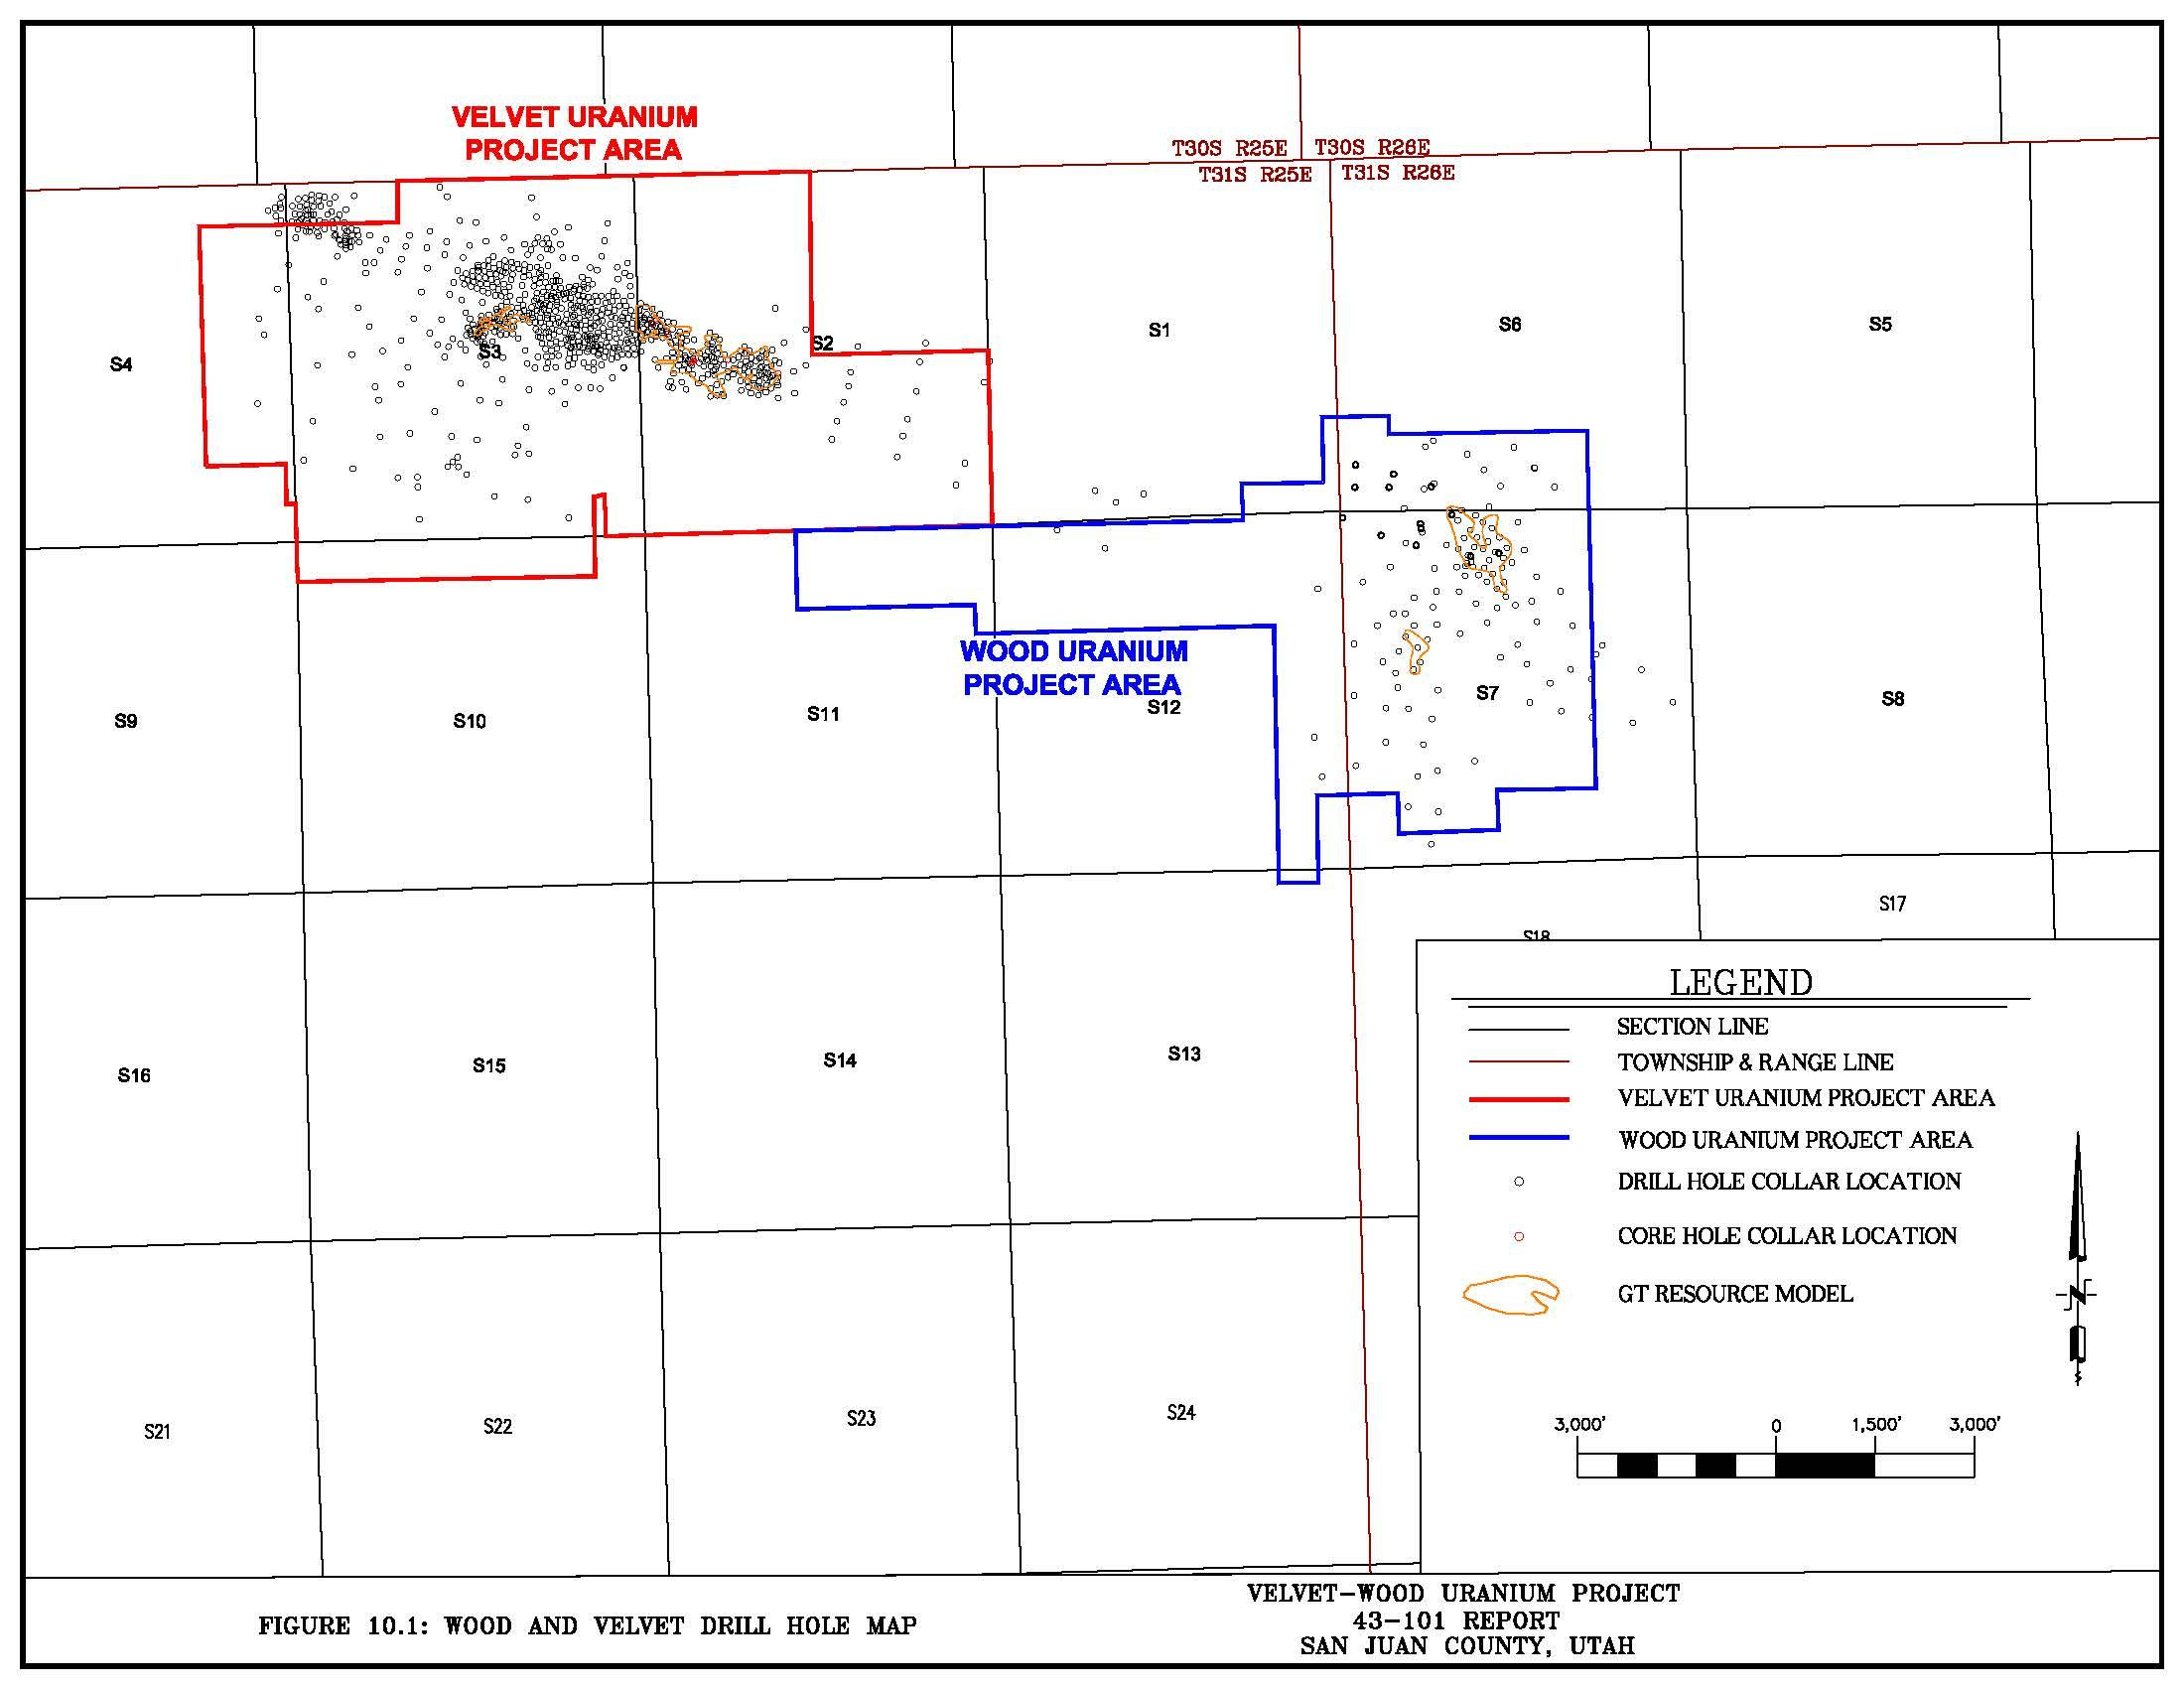 VELVET URANIUM
PROJECT AREA
T30S R25E
T30S R26E
T31S R25E
T31S R26E
S4
S3
S2
S1
S6
S5
WOOD URANIUM
PROJECT AREA
S9
S10
S11
S12
S7
S8
S17
S18
S16
S15
S14
S13
S21
S22
S23
S24
LEGEND
SECTION LINE
TOWNSHIP & RANGE LINE
VELVET URANIUM PROJECT AREA
WOOD URANIUM PROJECT AREA
DRILL HOLE COLLAR LOCATION
CORE HOLE COLLAR LOCATION
GT RESOURCE MODEL
N
3,000' 0 1,500' 3,000'
FIGURE 10.1: WOOD AND VELVET DRILL HOLE MAP
VELVET-WOOD URANIUM PROJECT
43-101 REPORT
SAN JUAN COUNTY, UTAH